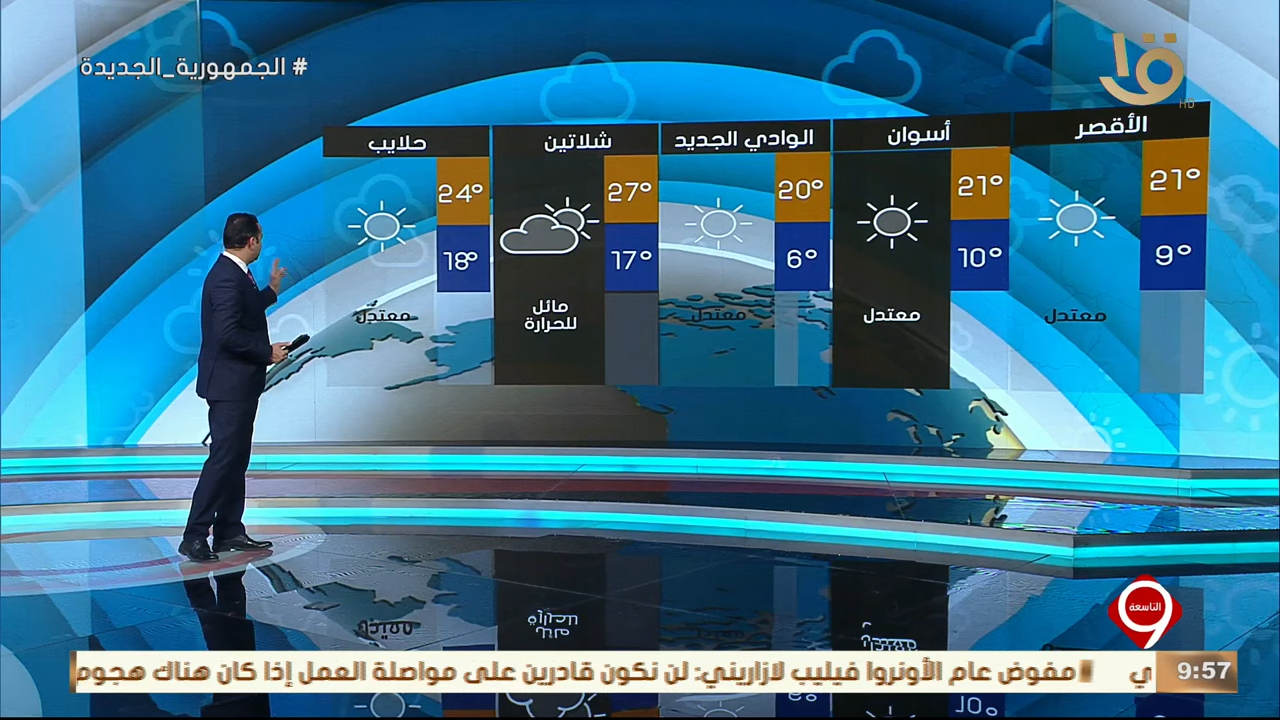 # الجمهورية_الجديدة
HD
الأقصر
21°
9°
معتدل
أسوان
21°
10°
معتدل
الوادي الجديد
20°
6°
معتدل
شلاتين
27°
17°
مائل
للحرارة
حلايب
24°
18°
معتدل
التاسعة
9
9:57
ي
مفوض عام الأونروا فيليب لازاريني: لن نكون قادرين على مواصلة العمل إذا كان هناك هجوم